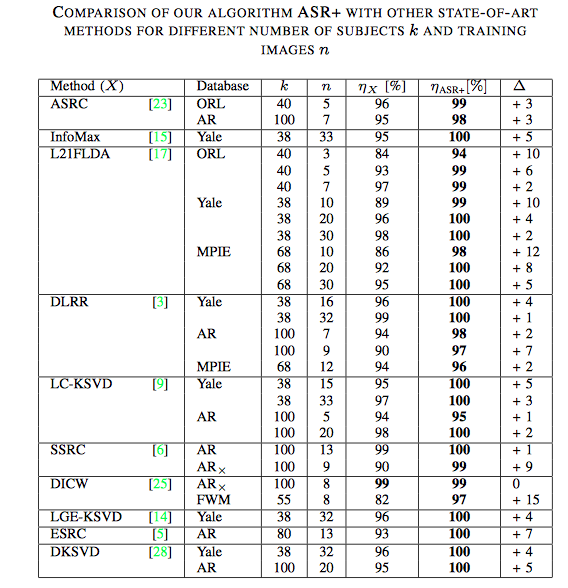 COMPARISON OF OUR ALGORITHM ASR+ WITH OTHER STATE-OF-ART
METHODS FOR DIFFERENT NUMBER OF SUBJECTS k AND TRAINING
IMAGES n
Method (X) Database k n η_X [%] η_ASR+[%] Δ
ASRC [23] ORL 40 5 96 99 + 3
AR 100 7 95 98 + 3
InfoMax [15] Yale 38 33 95 100 + 5
L21FLDA [17] ORL 40 3 84 94 + 10
40 5 93 99 + 6
40 7 97 99 + 2
Yale 38 10 89 99 + 10
38 20 96 100 + 4
38 30 98 100 + 2
MPIE 68 10 86 98 + 12
68 20 92 100 + 8
68 30 95 100 + 5
DLRR [3] Yale 38 16 96 100 + 4
38 32 99 100 + 1
AR 100 7 94 98 + 2
100 9 90 97 + 7
MPIE 68 12 94 96 + 2
LC-KSVD [9] Yale 38 15 95 100 + 5
38 33 97 100 + 3
AR 100 5 94 95 + 1
100 20 98 100 + 2
SSRC [6] AR 100 13 99 100 + 1
AR× 100 9 90 99 + 9
DICW [25] AR× 100 8 99 99 0
FWM 55 8 82 97 + 15
LGE-KSVD [14] Yale 38 32 96 100 + 4
ESRC [5] AR 80 13 93 100 + 7
DKSVD [28] Yale 38 32 96 100 + 4
AR 100 20 95 100 + 5